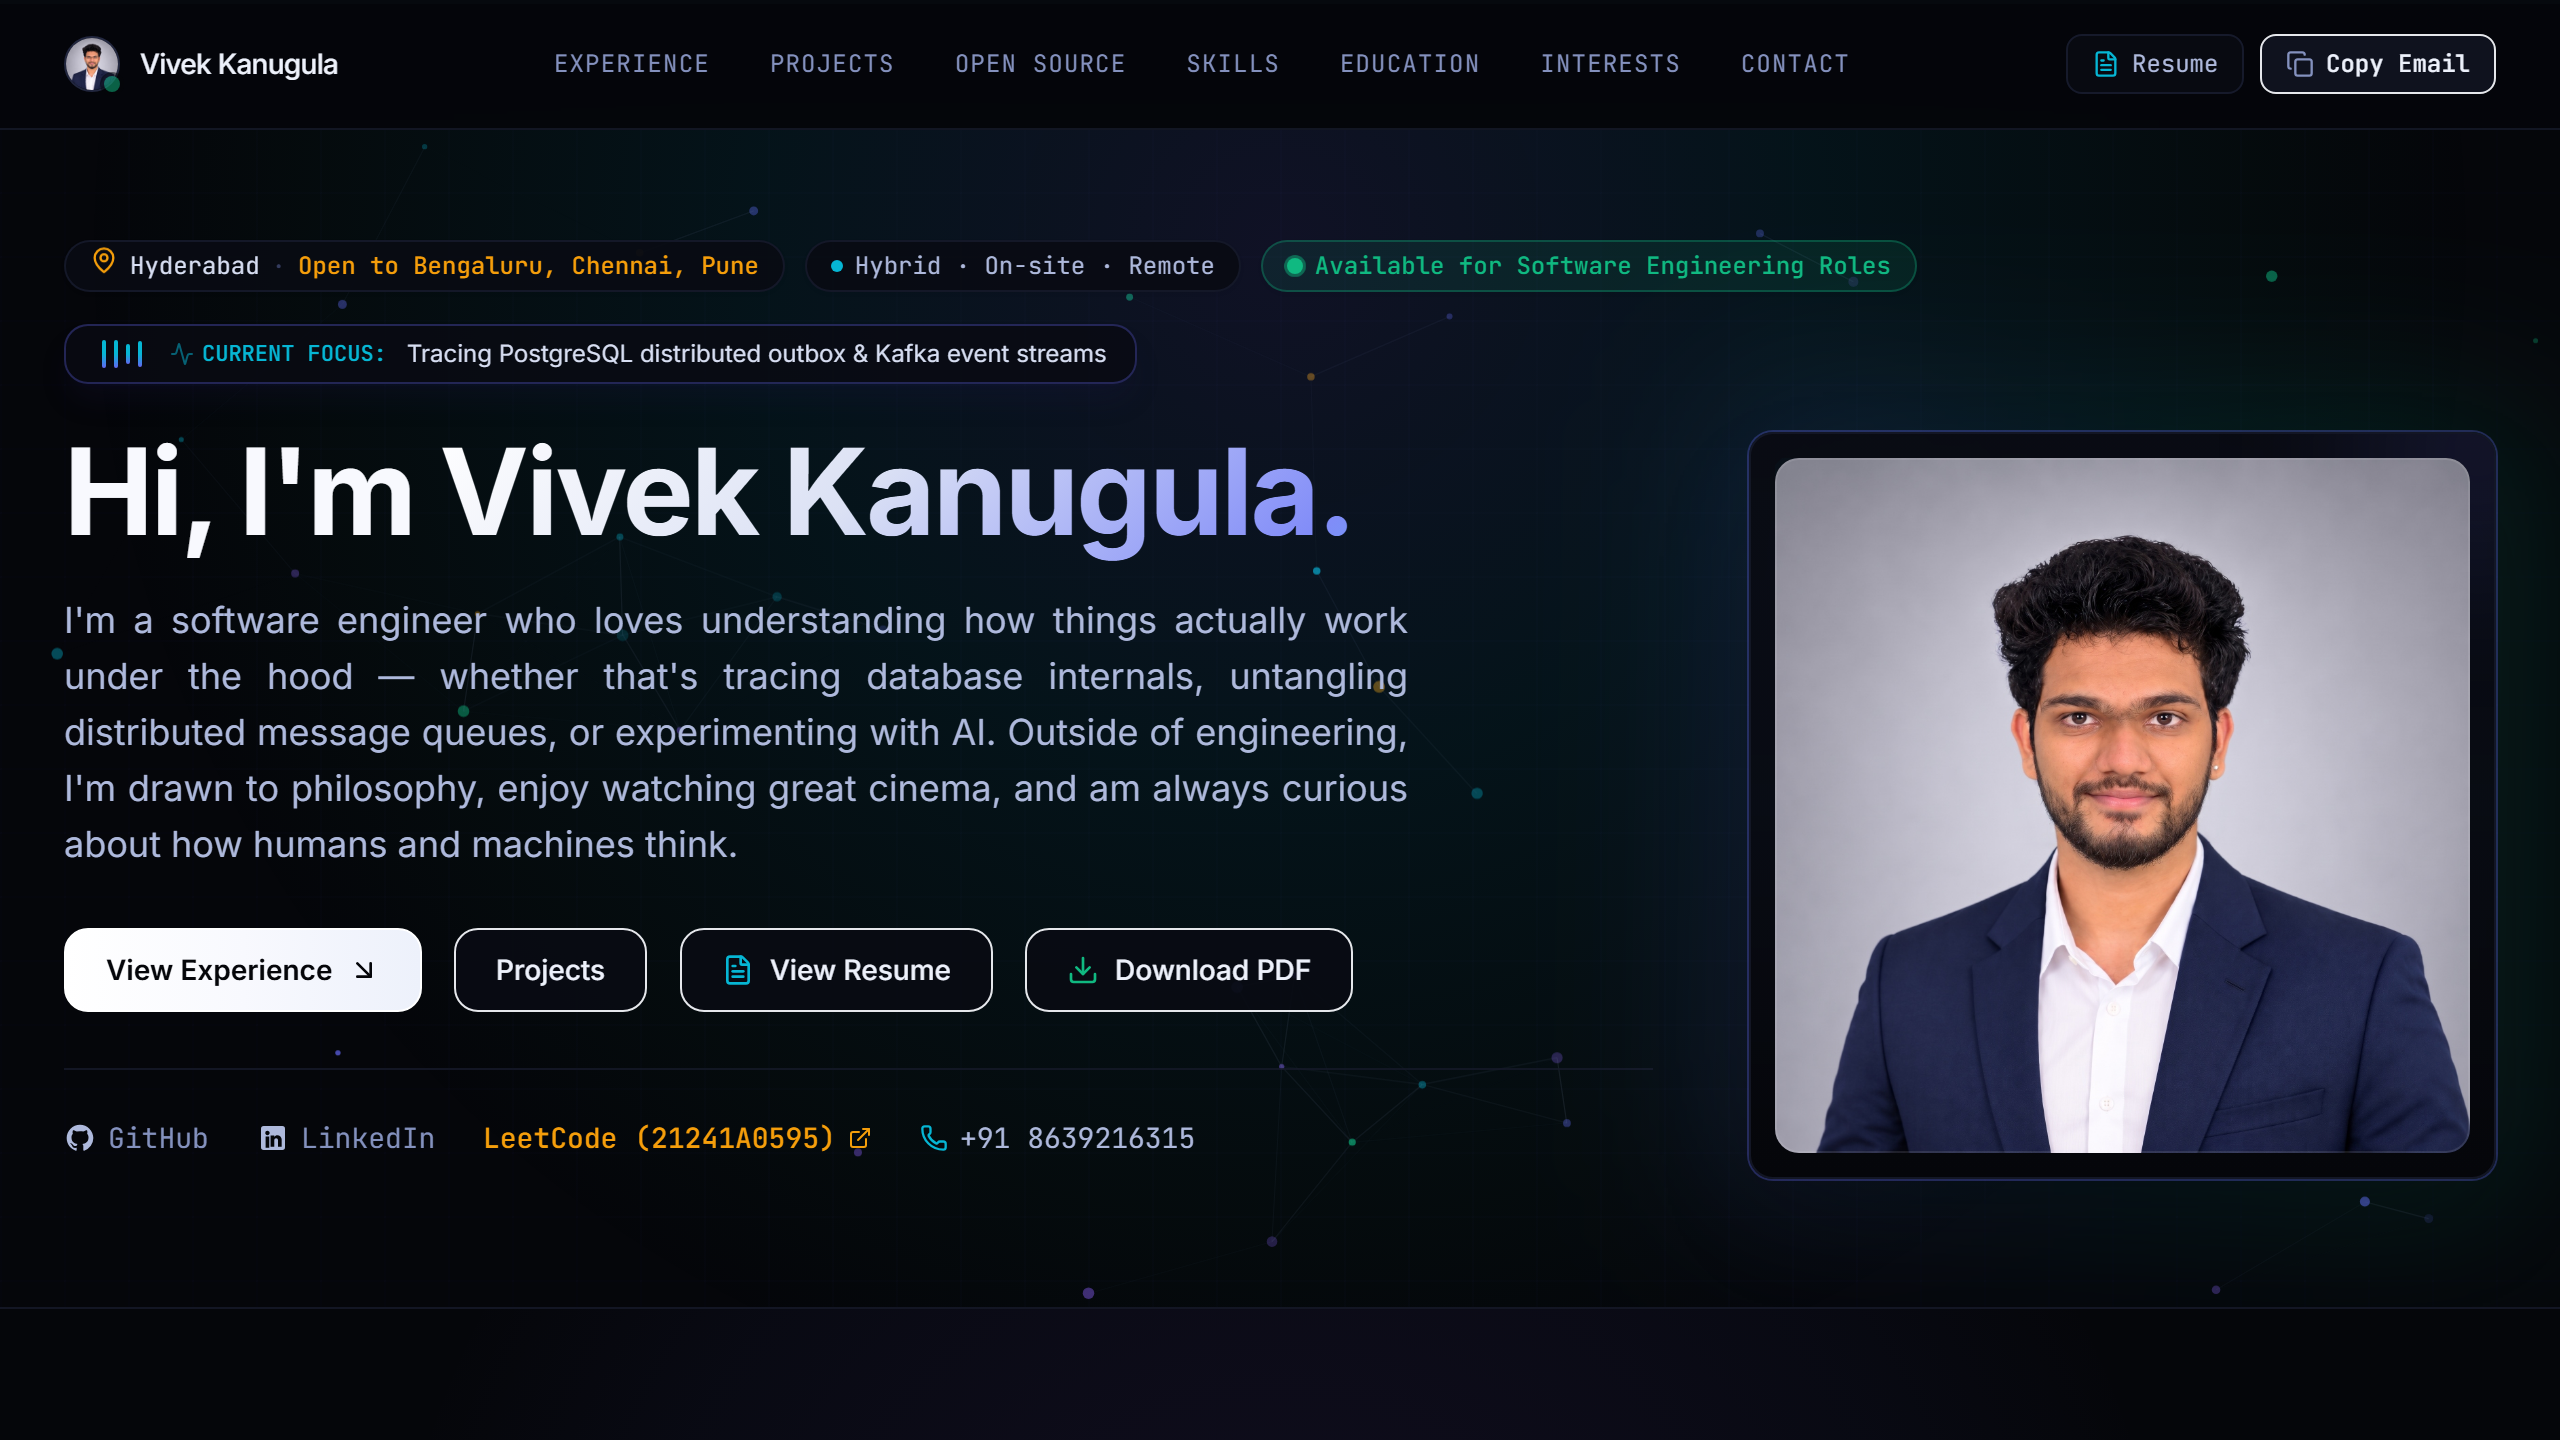 Vivek Kanugula
EXPERIENCE PROJECTS OPEN SOURCE SKILLS EDUCATION INTERESTS CONTACT
Resume
Copy Email
Hyderabad · Open to Bengaluru, Chennai, Pune
Hybrid · On-site · Remote
Available for Software Engineering Roles
CURRENT FOCUS: Tracing PostgreSQL distributed outbox & Kafka event streams
Hi, I'm Vivek Kanugula.
I'm a software engineer who loves understanding how things actually work
under the hood — whether that's tracing database internals, untangling
distributed message queues, or experimenting with AI. Outside of engineering,
I'm drawn to philosophy, enjoy watching great cinema, and am always curious
about how humans and machines think.
View Experience
Projects
View Resume
Download PDF
GitHub
LinkedIn
LeetCode (21241A0595)
+91 8639216315